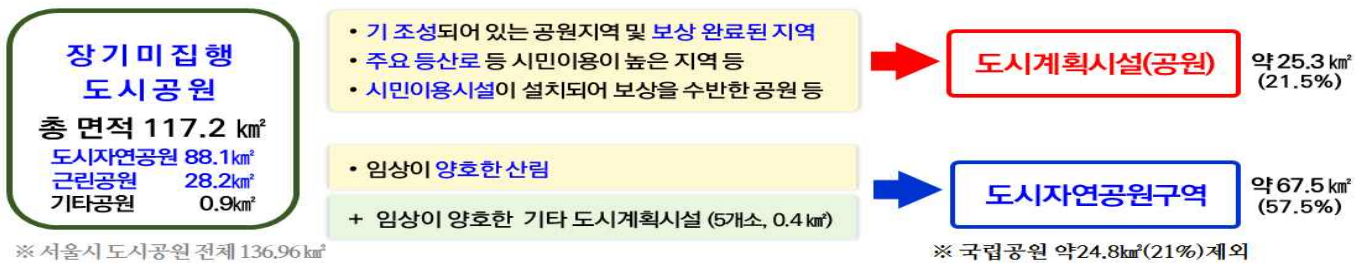 장기미집행
도시공원
총 면적 117.2 ㎢
도시자연공원 88.1㎢
근린공원 28.2㎢
기타공원 0.9㎢
※ 서울시 도시공원 전체 136.96㎢
• 기 조성되어 있는 공원지역 및 보상 완료된 지역
• 주요 등산로 등 시민이용이 높은 지역 등
• 시민이용시설이 설치되어 보상을 수반한 공원 등
도시계획시설(공원)
약 25.3 ㎢
(21.5%)
• 임상이 양호한 산림
+ 임상이 양호한 기타 도시계획시설 (5개소, 0.4 ㎢)
도시자연공원구역
약 67.5 ㎢
(57.5%)
※ 국립공원 약24.8㎢(21%)제외